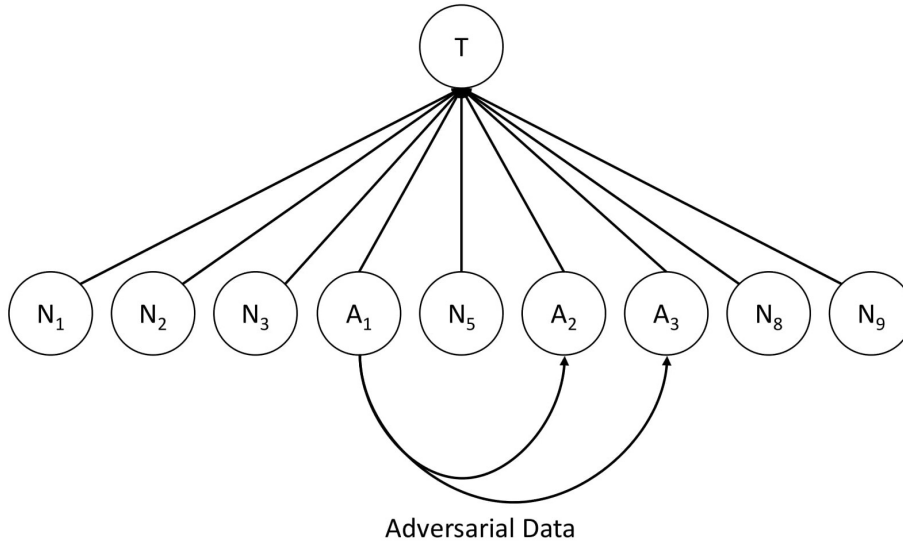 T
N₁ N₂ N₃ A₁ N₅ A₂ A₃ N₈ N₉
Adversarial Data